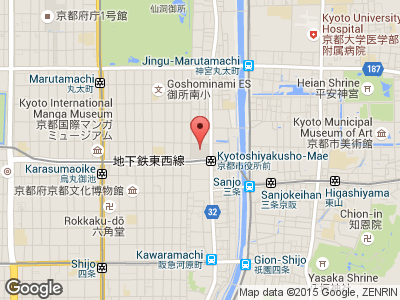 仙洞御所
京都府庁1号館
Kyoto University
Hospital
京都大学医学部
附属病院
Jingu-Marutamachi
神宮丸太町
187
Marutamachi
丸太町
Goshominami ES
御所南小
Heian Shrine
平安神宮
Kyoto International
Manga Museum
京都国際マンガ
ミュージアム
Kyoto Municipal
Museum of Art
京都市美術館
地下鉄東西線
Kyotoshiyakusho-Mae
京都市役所前
Karasumaoike
烏丸御池
京都府京都文化博物館
Sanjo
三条
Sanjokeihan
三条京阪
Higashiyama
東山
Rokkaku-dō
六角堂
32
Chion-in
知恩院
Kawaramachi
阪急河原町
Shijo
四条
Gion-Shijo
祇園四条
Yasaka Shrine
Google
©2015 Google, ZENRIN